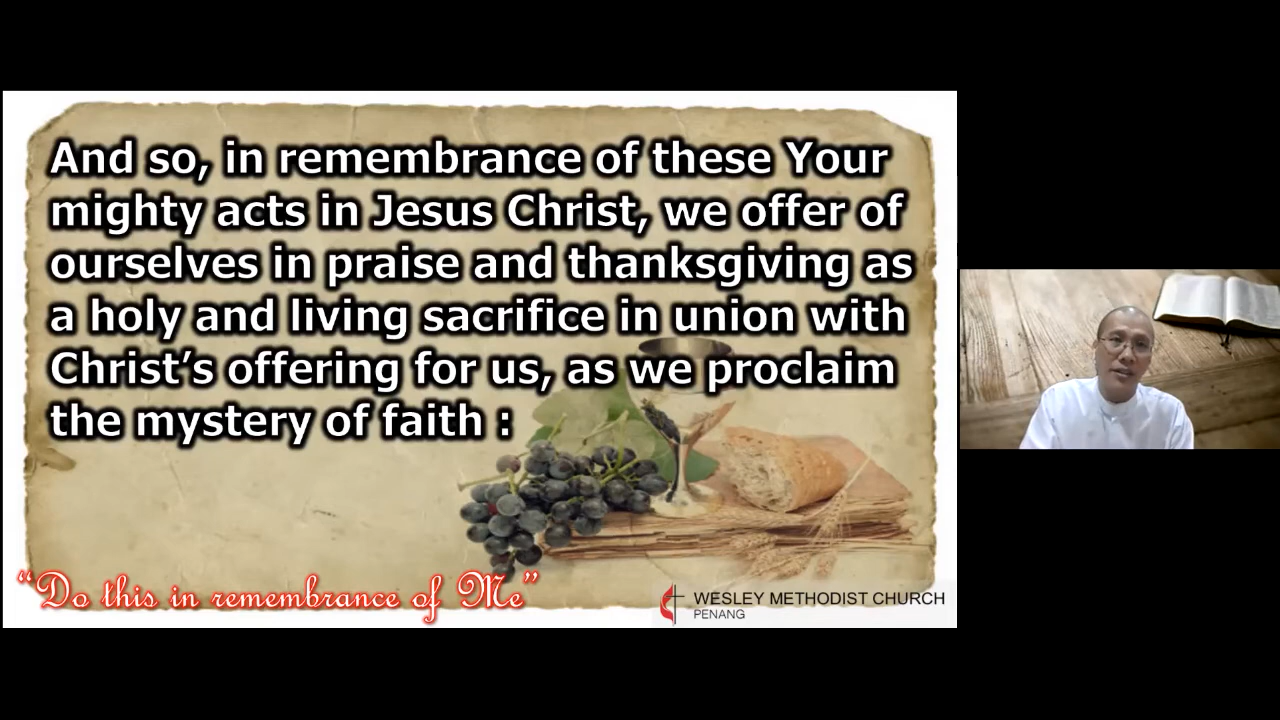 And so, in remembrance of these Your
mighty acts in Jesus Christ, we offer of
ourselves in praise and thanksgiving as
a holy and living sacrifice in union with
Christ’s offering for us, as we proclaim
the mystery of faith :
“Do this in remembrance of Me”
WESLEY METHODIST CHURCH
PENANG